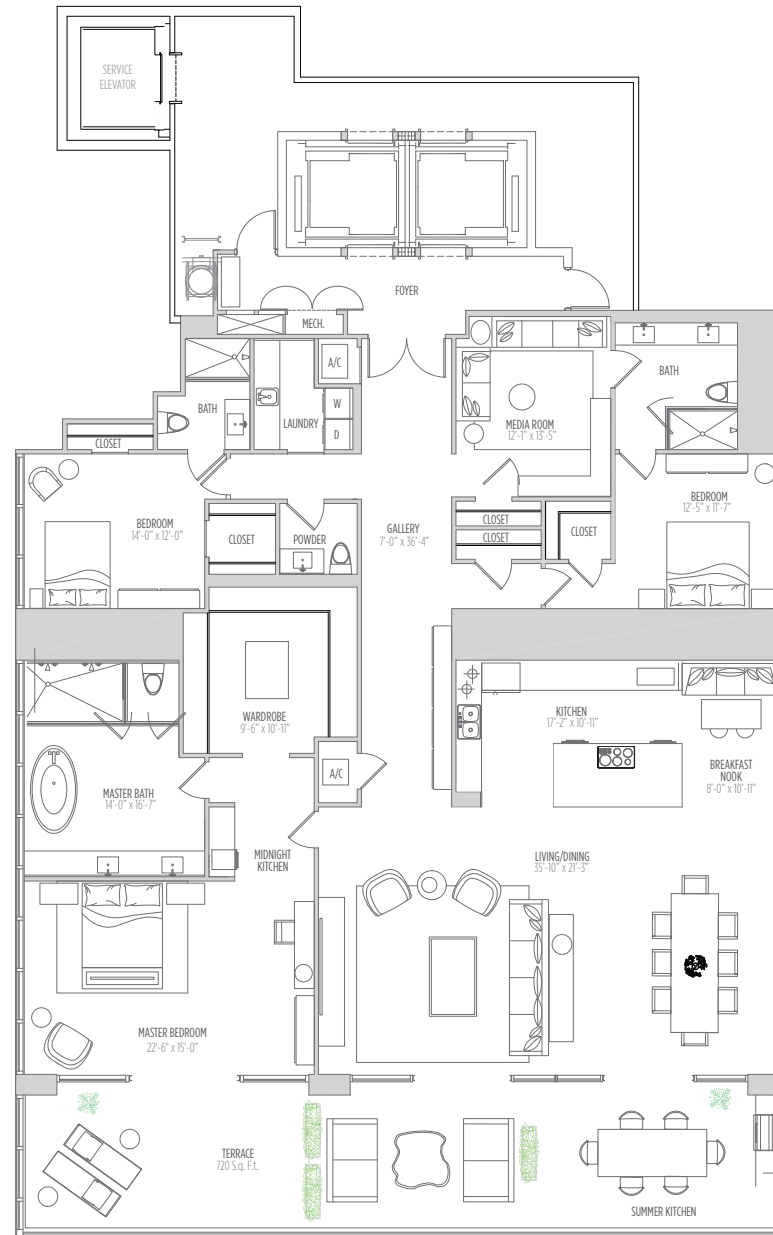 SERVICE
ELEVATOR
FOYER
MECH.
A/C
BATH
LAUNDRY
W
D
CLOSET
MEDIA ROOM
12'-1" x 13'-5"
BATH
BEDROOM
14'-0" x 12'-0"
CLOSET
POWDER
GALLERY
7'-0" x 36'-4"
CLOSET
CLOSET
CLOSET
BEDROOM
12'-5" x 11'-7"
WARDROBE
9'-6" x 10'-11"
KITCHEN
17'-2" x 10'-11"
A/C
BREAKFAST
NOOK
8'-0" x 10'-11"
MASTER BATH
14'-0" x 16'-7"
MIDNIGHT
KITCHEN
LIVING/DINING
35'-10" x 21'-3"
MASTER BEDROOM
22'-6" x 15'-0"
TERRACE
720 S.q. F.t.
SUMMER KITCHEN